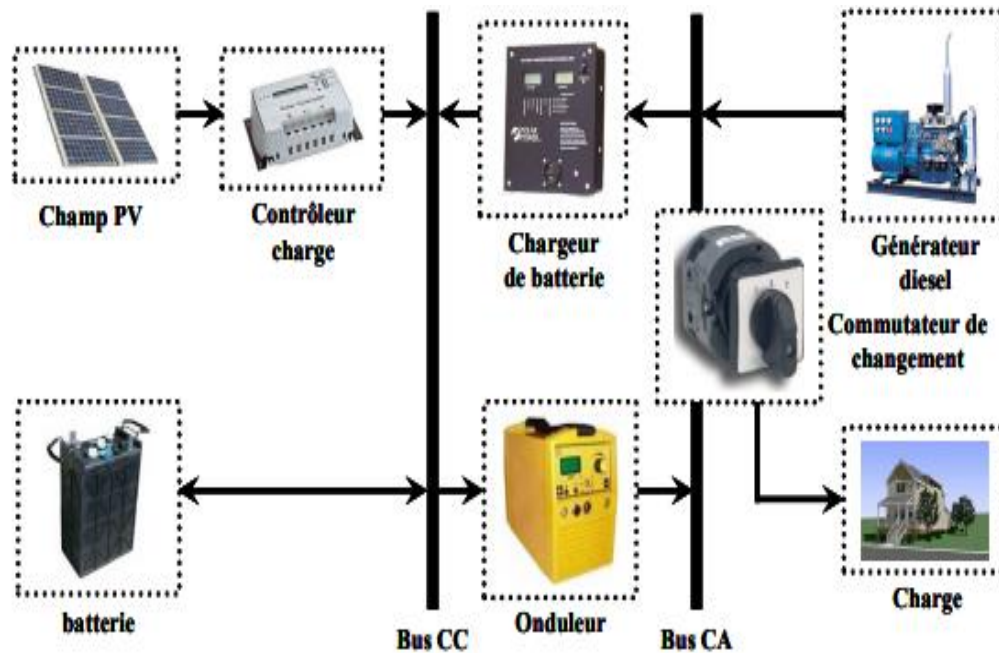 Champ PV
Contrôleur
charge
Chargeur
de batterie
Générateur
diesel
Commutateur de
changement
batterie
Bus CC
Onduleur
Bus CA
Charge